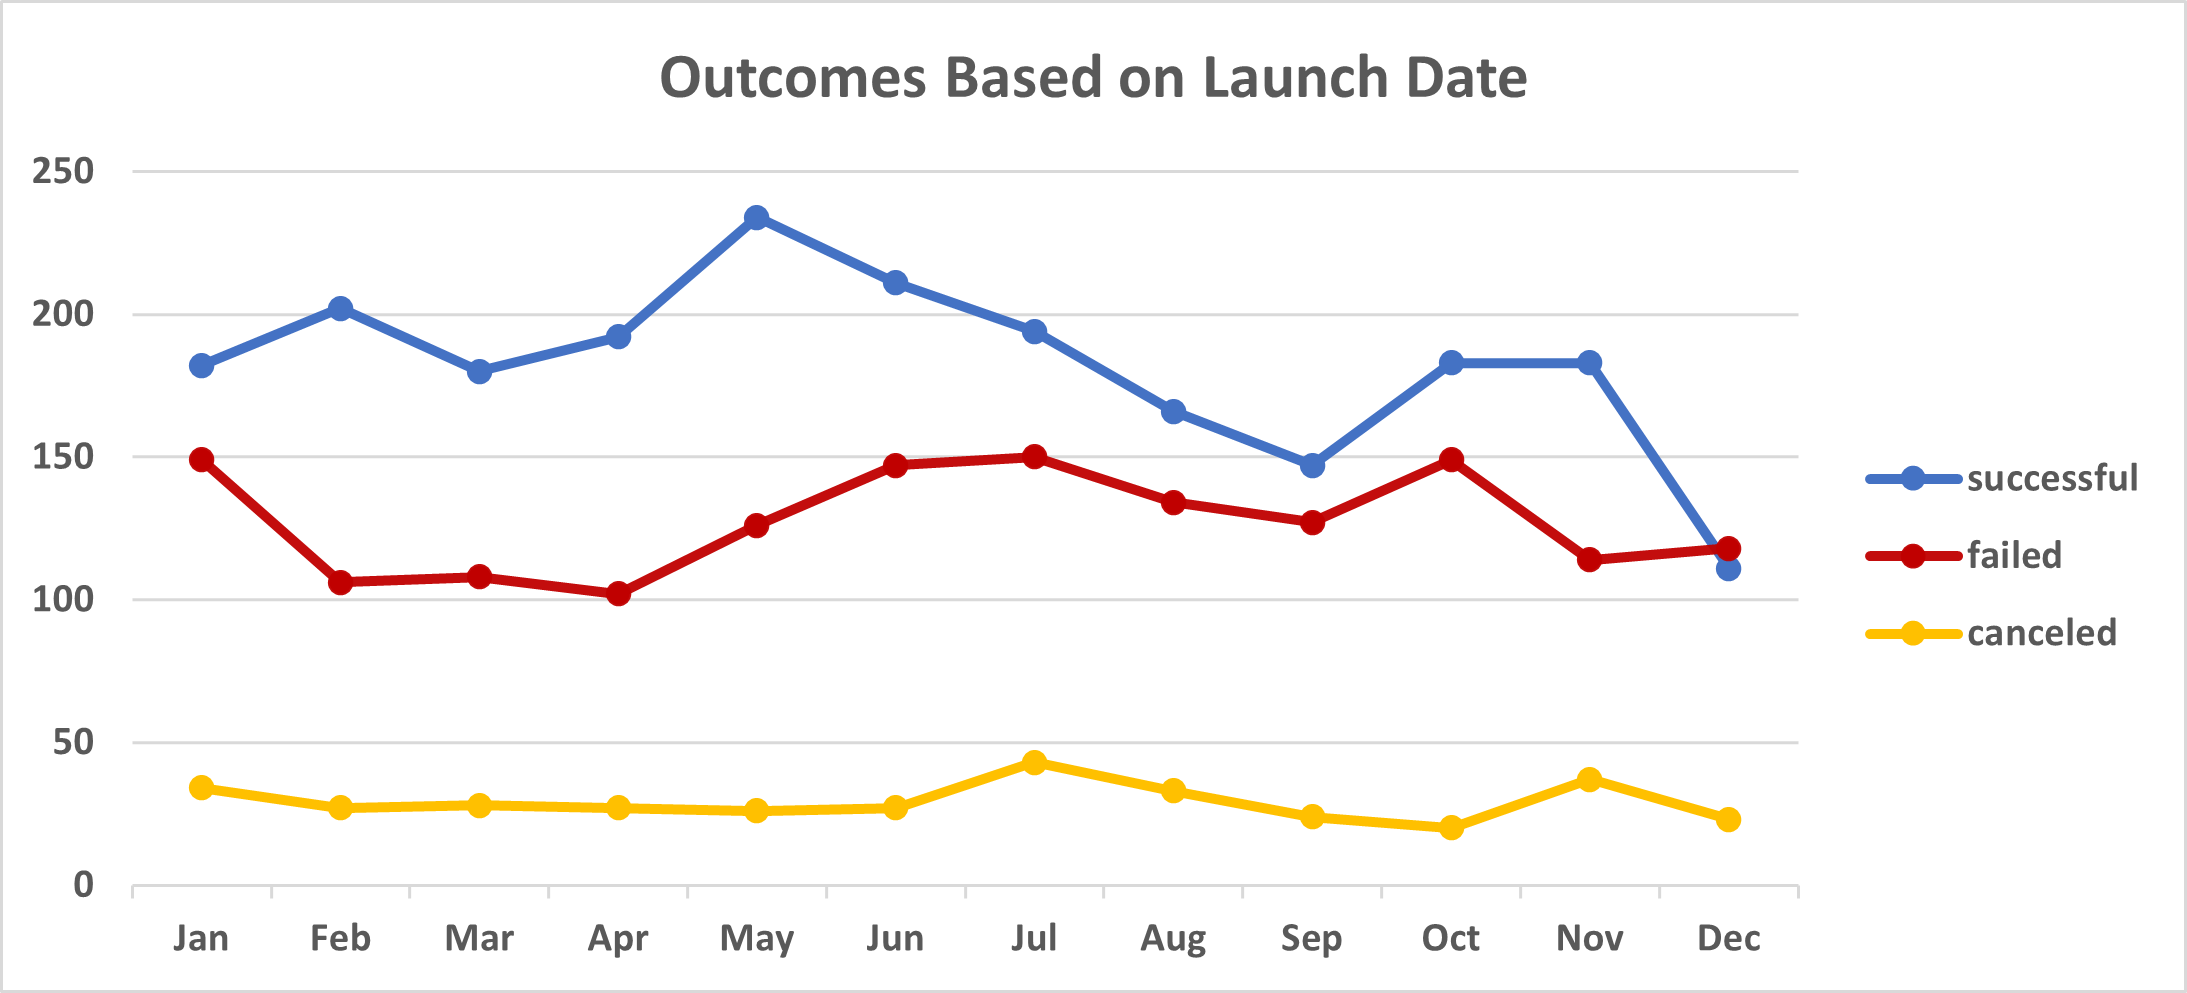 Outcomes Based on Launch Date
250
200
150
100
50
0
Jan Feb Mar Apr May Jun Jul Aug Sep Oct Nov Dec
successful
failed
canceled